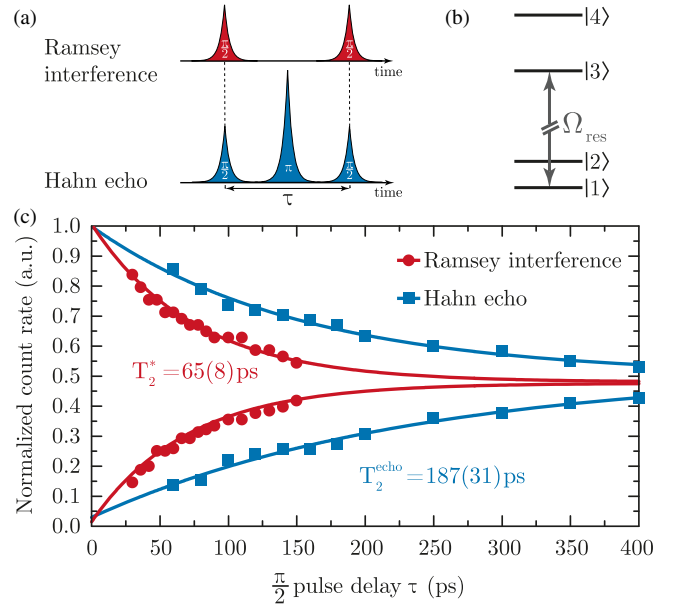 (a)
Ramsey
interference
π/2
π/2
time
Hahn echo
π/2
π
π/2
time
τ
(b)
|4⟩
|3⟩
Ω_res
|2⟩
|1⟩
(c)
Normalized count rate (a.u.)
1.0
0.9
0.8
0.7
0.6
0.5
0.4
0.3
0.2
0.1
0.0
Ramsey interference
Hahn echo
T₂* = 65(8) ps
T₂^echo = 187(31) ps
0 50 100 150 200 250 300 350 400
π/2 pulse delay τ (ps)